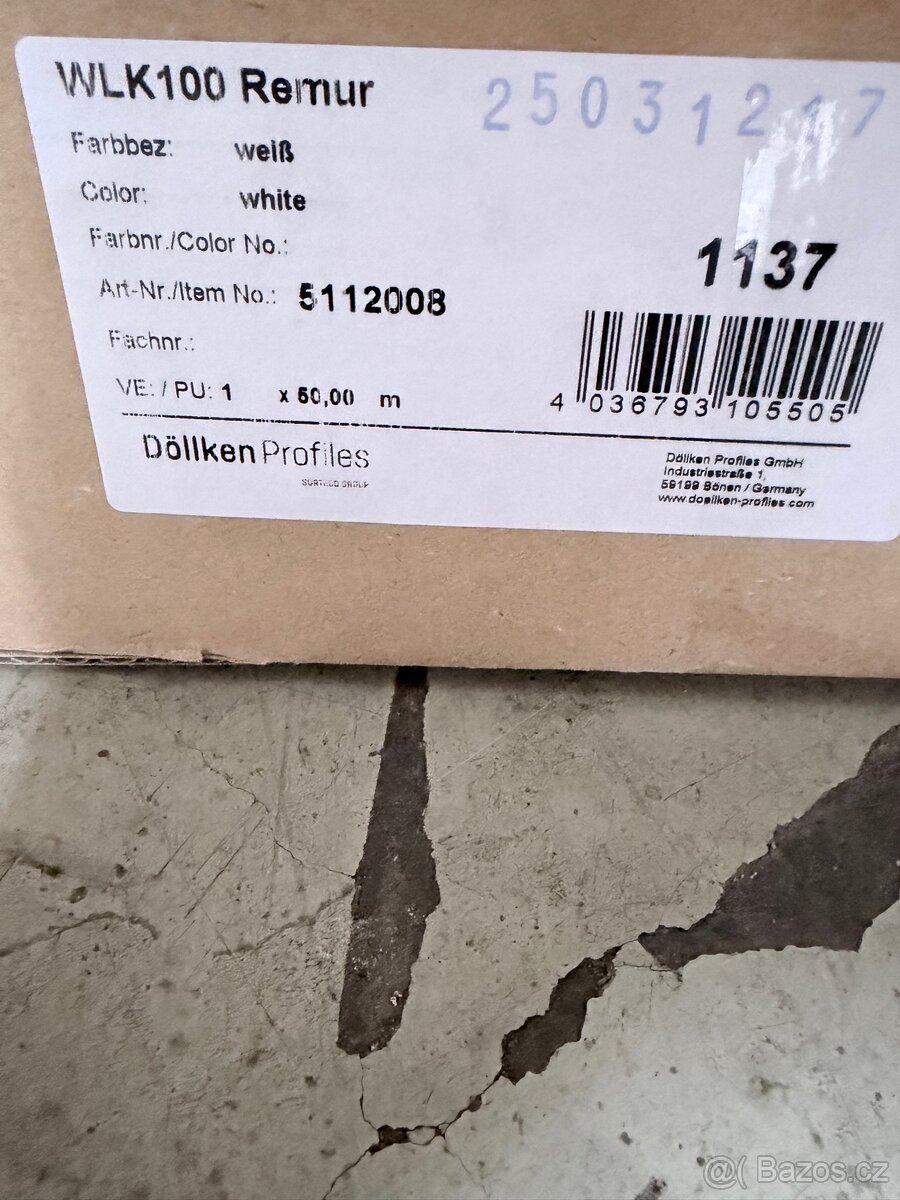 WLK100 Remur
25031217
Farbbez: weiß
Color: white
Farbnr./Color No.:
1137
Art-Nr./Item No.: 5112008
Fachnr.:
VE: / PU: 1 x 50,00 m
4 036793 105505
Döllken Profiles
SURTECO GROUP
Döllken Profiles GmbH
Industriestraße 1,
59199 Bönen / Germany
www.doellken-profiles.com
@( Bazos.cz